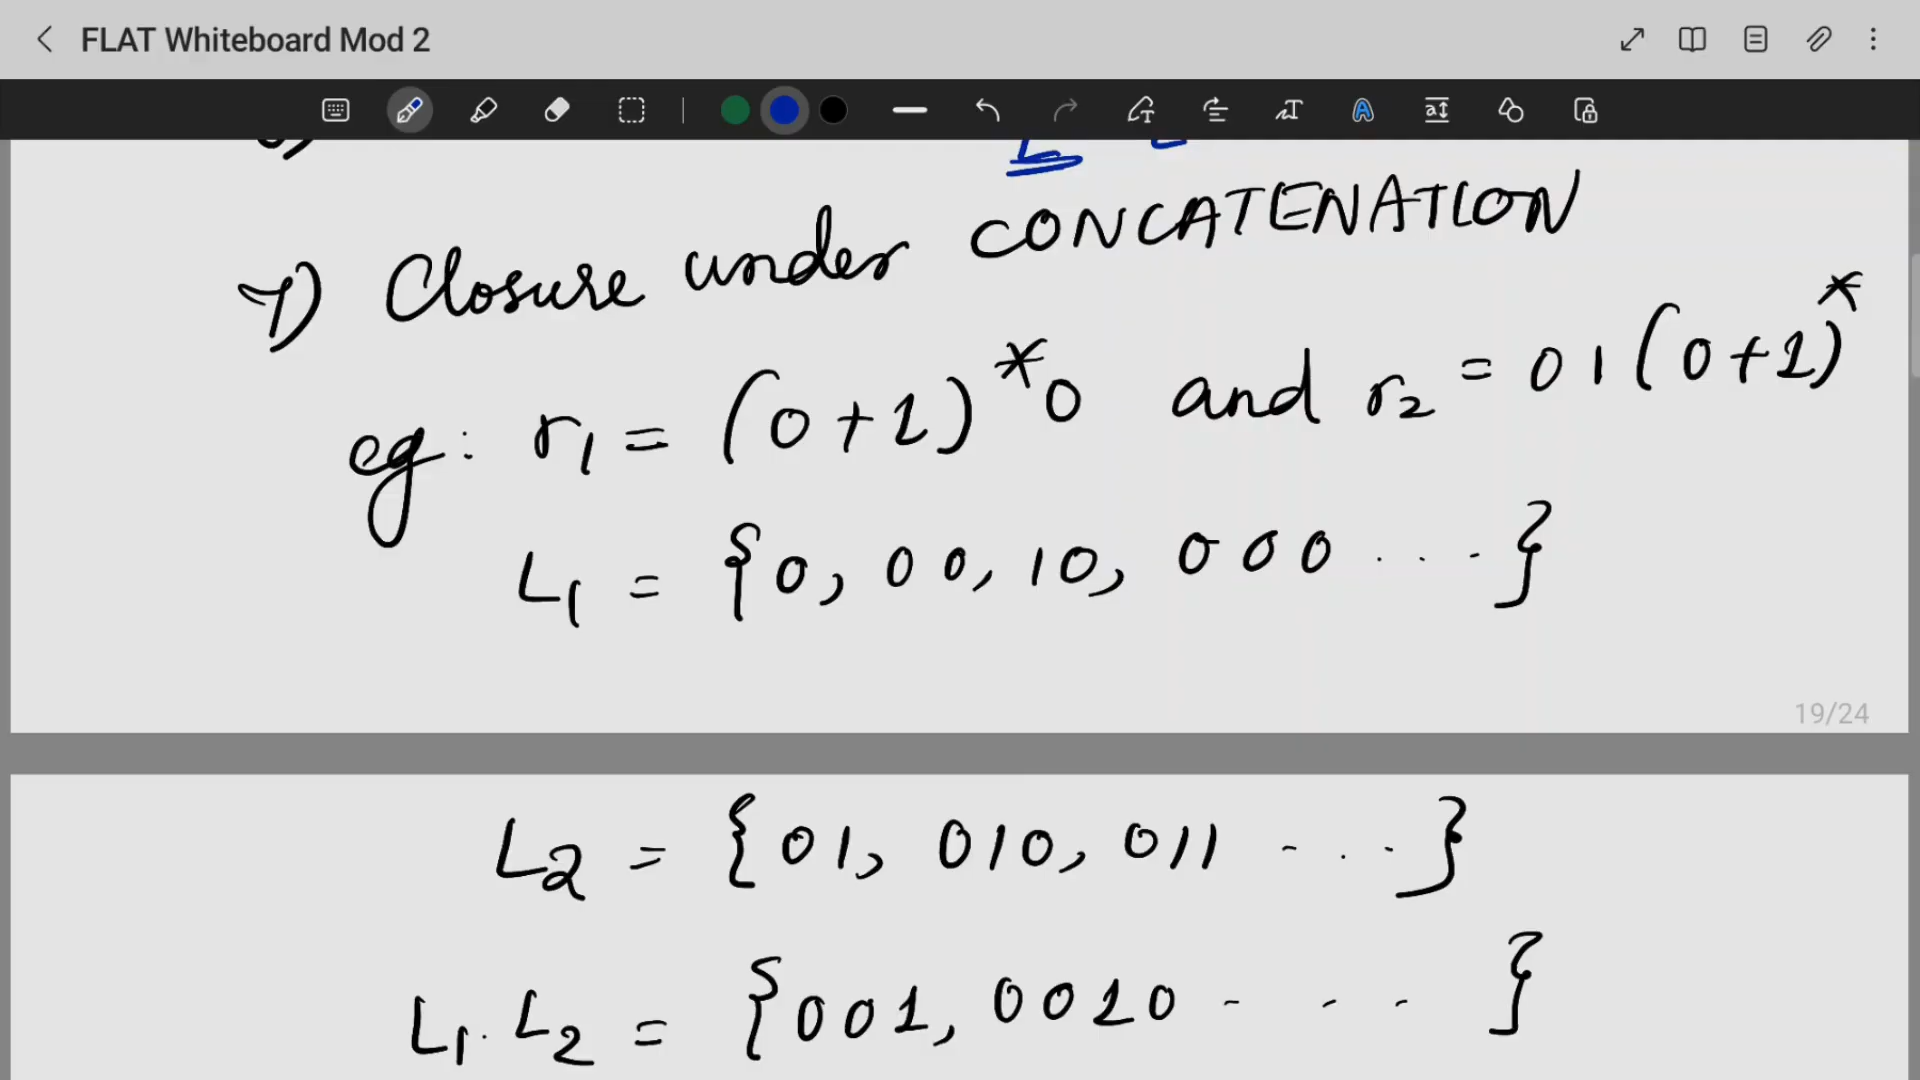 FLAT Whiteboard Mod 2
7) Closure under CONCATENATION
eg: r1 = (0+1)*0 and r2 = 01(0+1)*
L1 = {0, 00, 10, 000 ...}
19/24
L2 = {01, 010, 011 ...}
L1.L2 = {001, 0010 ... }